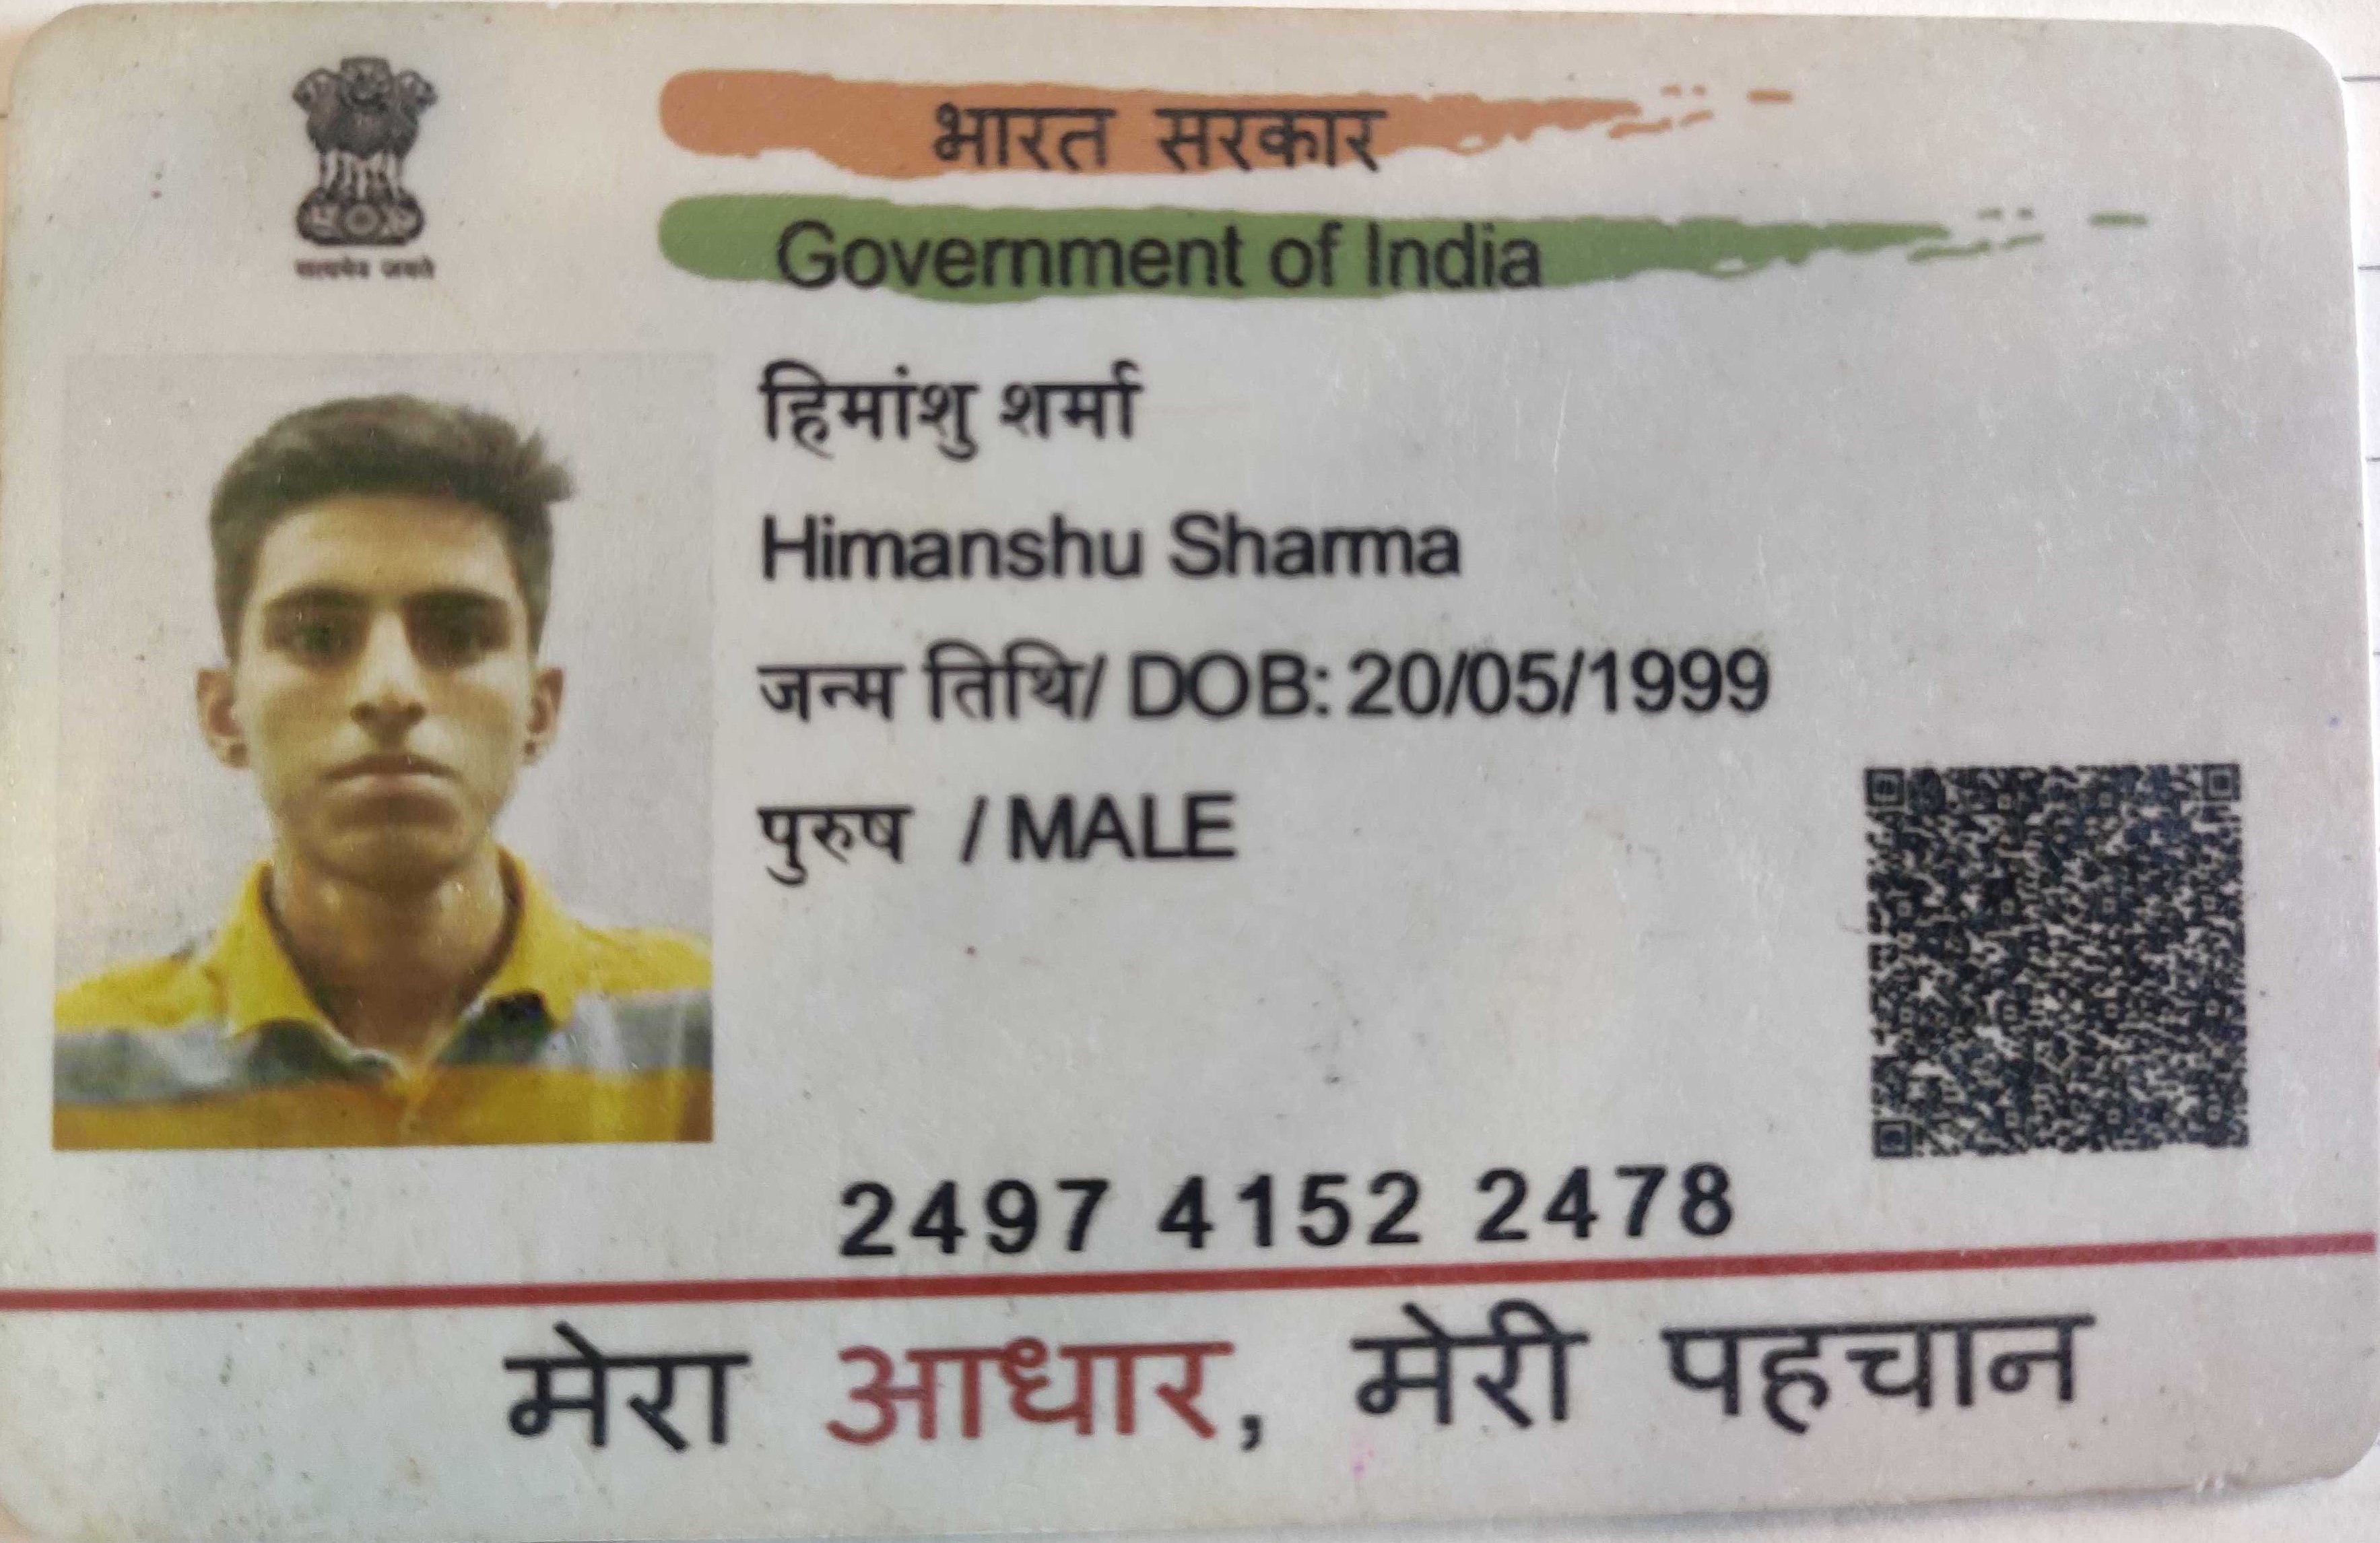 सत्यमेव जयते
भारत सरकार
Government of India
हिमांशु शर्मा
Himanshu Sharma
जन्म तिथि/ DOB: 20/05/1999
पुरुष / MALE
2497 4152 2478
मेरा आधार, मेरी पहचान